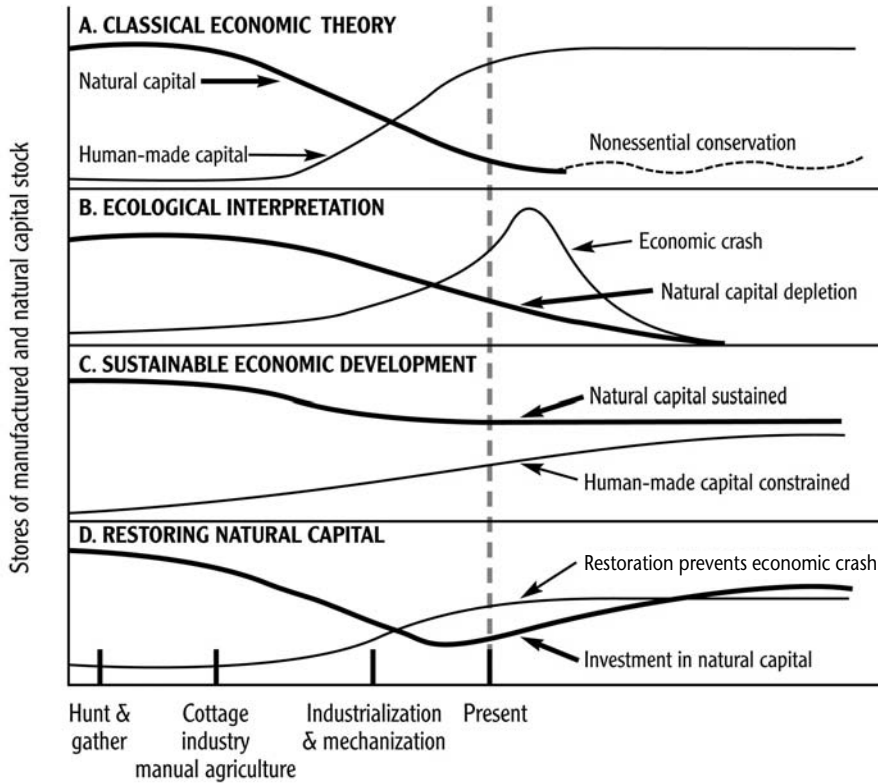 Stores of manufactured and natural capital stock
A. CLASSICAL ECONOMIC THEORY
Natural capital
Human-made capital
Nonessential conservation
B. ECOLOGICAL INTERPRETATION
Economic crash
Natural capital depletion
C. SUSTAINABLE ECONOMIC DEVELOPMENT
Natural capital sustained
Human-made capital constrained
D. RESTORING NATURAL CAPITAL
Restoration prevents economic crash
Investment in natural capital
Hunt &
gather
Cottage
industry
manual agriculture
Industrialization
& mechanization
Present